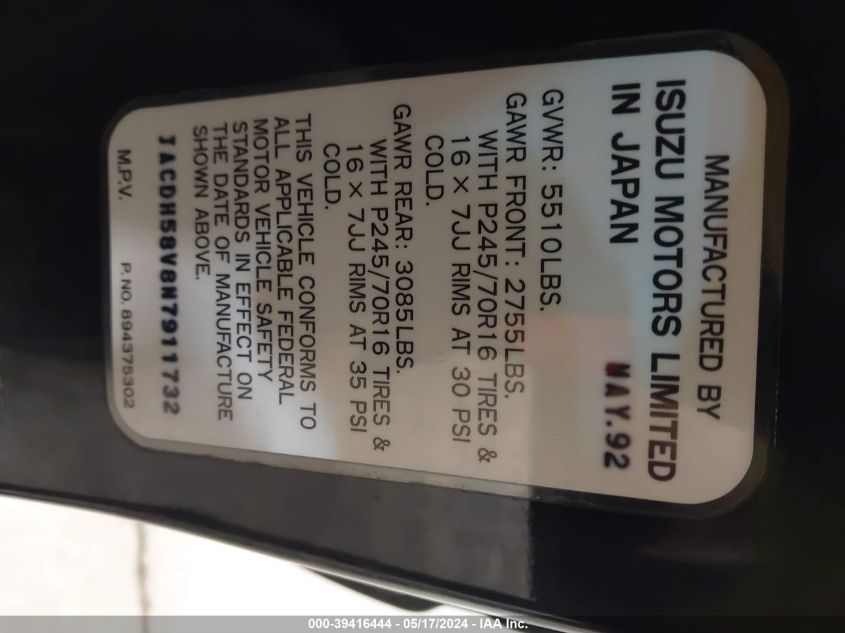 MANUFACTURED BY
ISUZU MOTORS LIMITED
IN JAPAN MAY.92
GVWR: 5510LBS.
GAWR FRONT: 2755LBS.
WITH P245/70R16 TIRES &
16 X 7JJ RIMS AT 30 PSI
COLD.
GAWR REAR: 3085LBS.
WITH P245/70R16 TIRES &
16 X 7JJ RIMS AT 35 PSI
COLD.
THIS VEHICLE CONFORMS TO
ALL APPLICABLE FEDERAL
MOTOR VEHICLE SAFETY
STANDARDS IN EFFECT ON
THE DATE OF MANUFACTURE
SHOWN ABOVE.
JACDH58V8N7911732
M.P.V. P.NO. 894375302
000-39416444 - 05/17/2024 - IAA Inc.